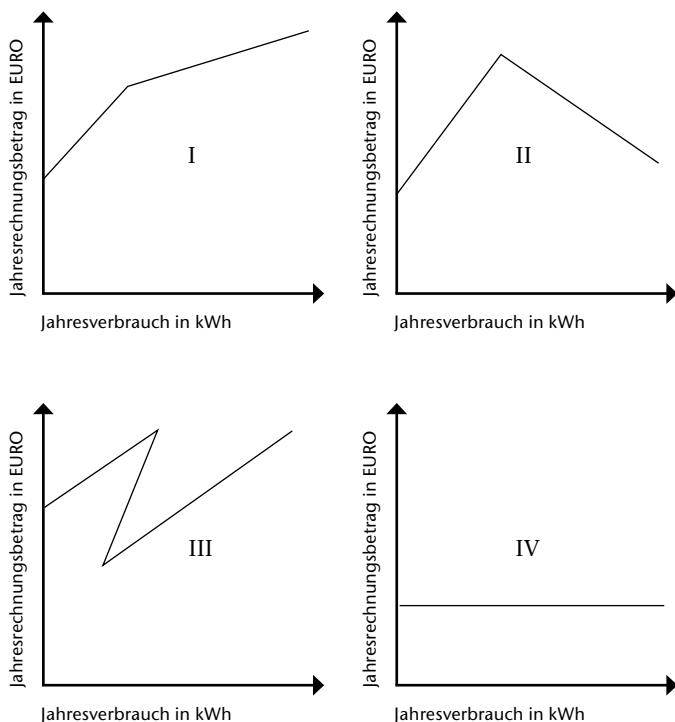 Jahresrechnungsbetrag in EURO
I
Jahresverbrauch in kWh
Jahresrechnungsbetrag in EURO
II
Jahresverbrauch in kWh
Jahresrechnungsbetrag in EURO
III
Jahresverbrauch in kWh
Jahresrechnungsbetrag in EURO
IV
Jahresverbrauch in kWh